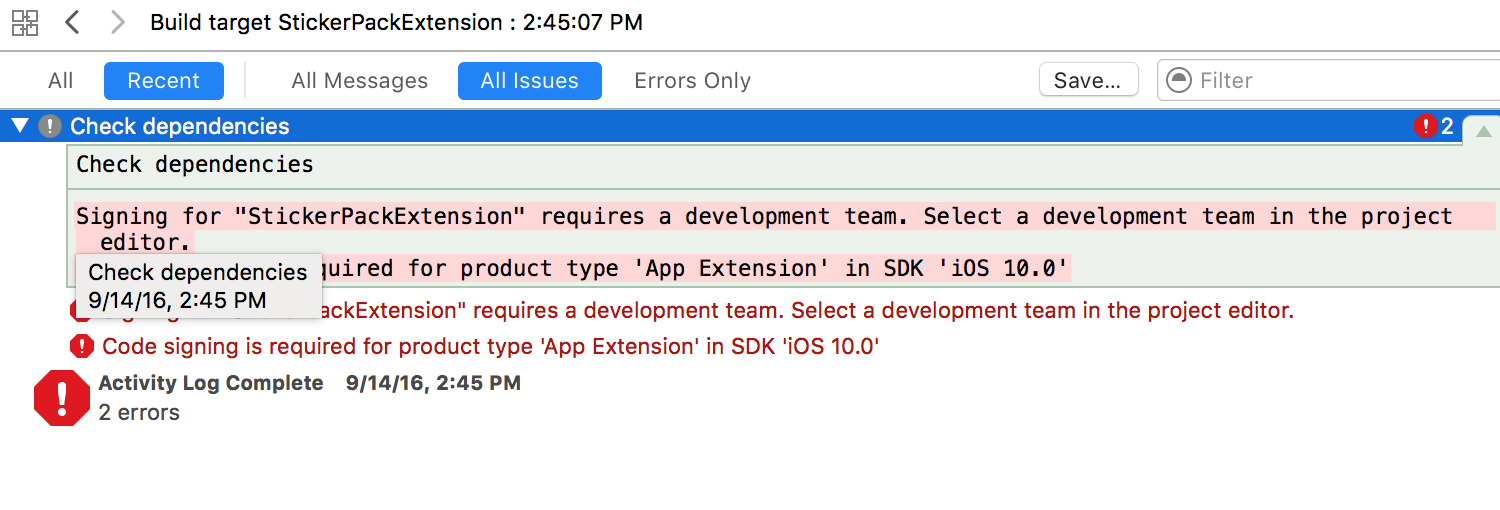 Build target StickerPackExtension : 2:45:07 PM
All Recent All Messages All Issues Errors Only Save... Filter
Check dependencies 2
Check dependencies
Signing for "StickerPackExtension" requires a development team. Select a development team in the project
editor.
Check dependencies
9/14/16, 2:45 PM
for product type 'App Extension' in SDK 'iOS 10.0'
requires a development team. Select a development team in the project editor.
Code signing is required for product type 'App Extension' in SDK 'iOS 10.0'
Activity Log Complete 9/14/16, 2:45 PM
2 errors